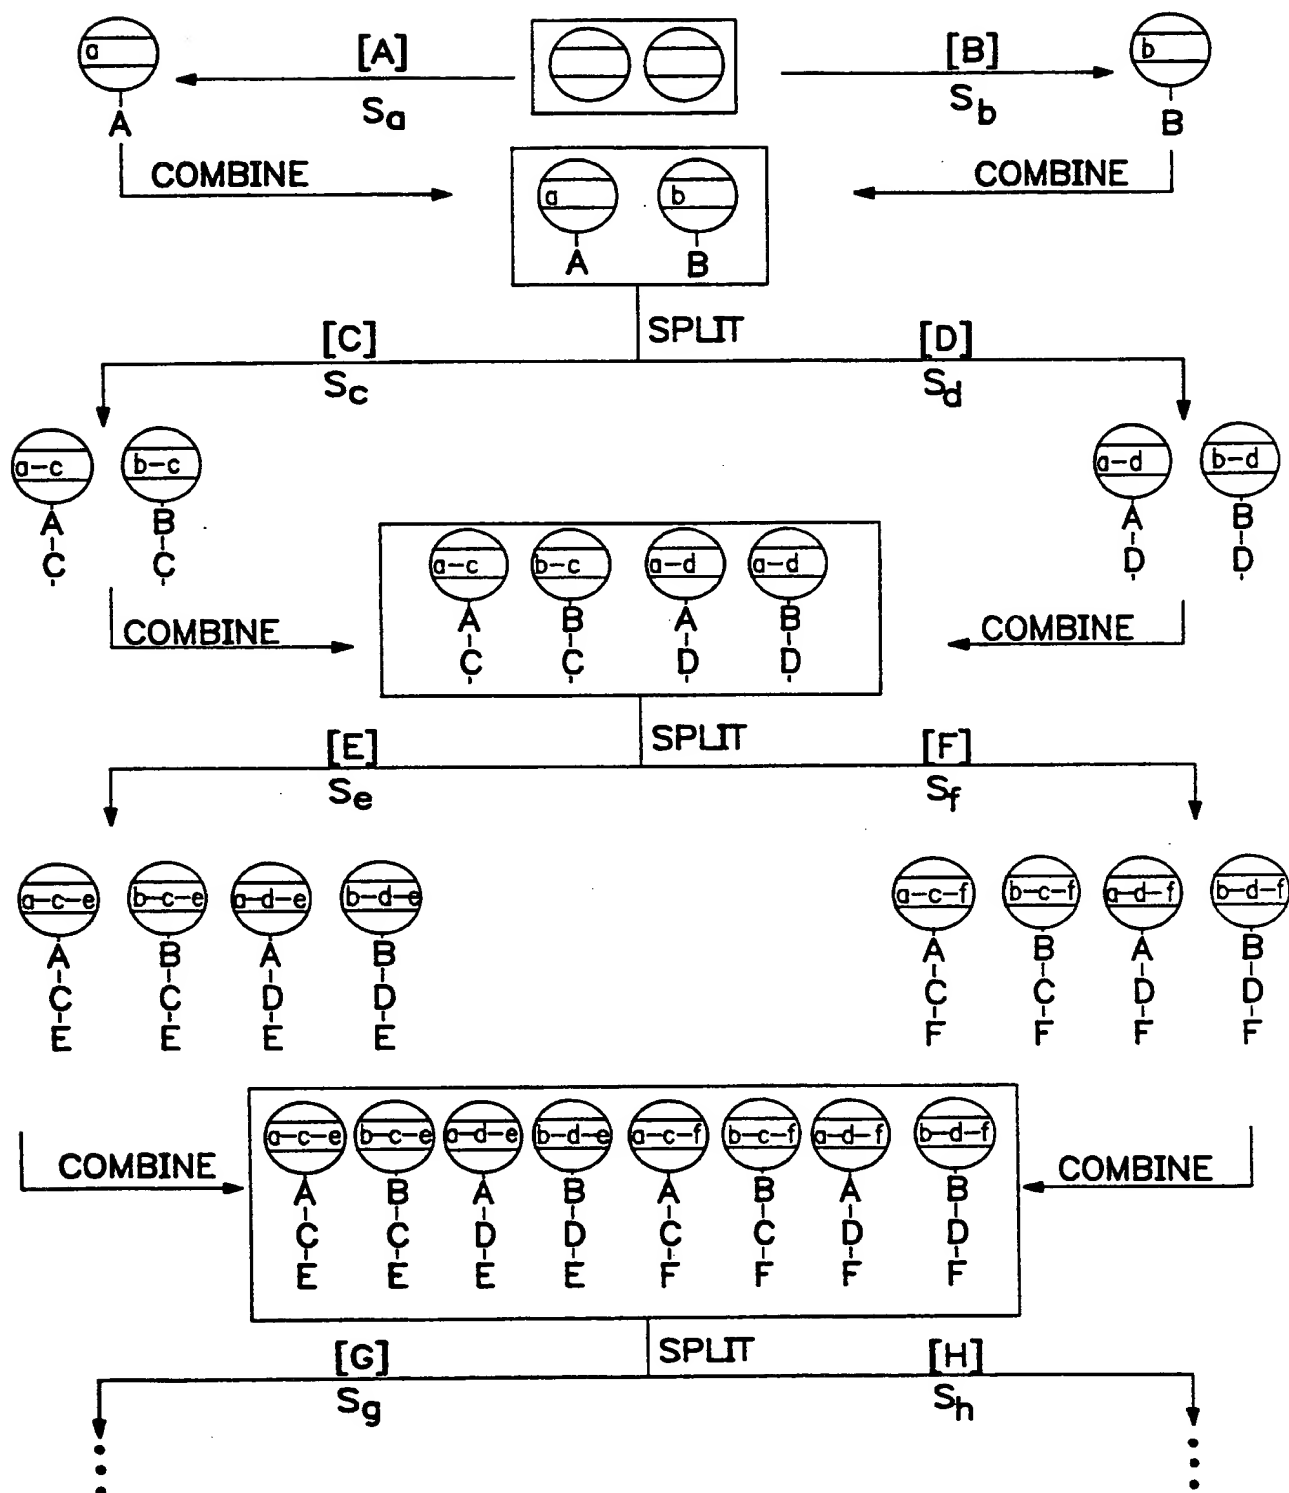 a [A] [B] b
Sa Sb
A B
COMBINE COMBINE
a b
A B
SPLIT
[C] [D]
Sc Sd
a-c b-c a-d b-d
A B A B
C C D D
a-c b-c a-d a-d
A B A B
C C D D
COMBINE COMBINE
SPLIT
[E] [F]
Se Sf
a-c-e b-c-e a-d-e b-d-e a-c-f b-c-f a-d-f b-d-f
A B A B A B A B
C C D D C C D D
E E E E F F F F
a-c-e b-c-e a-d-e b-d-e a-c-f b-c-f a-d-f b-d-f
COMBINE COMBINE
A B A B A B A B
C C D D C C D D
E E E E F F F F
SPLIT
[G] [H]
Sg Sh